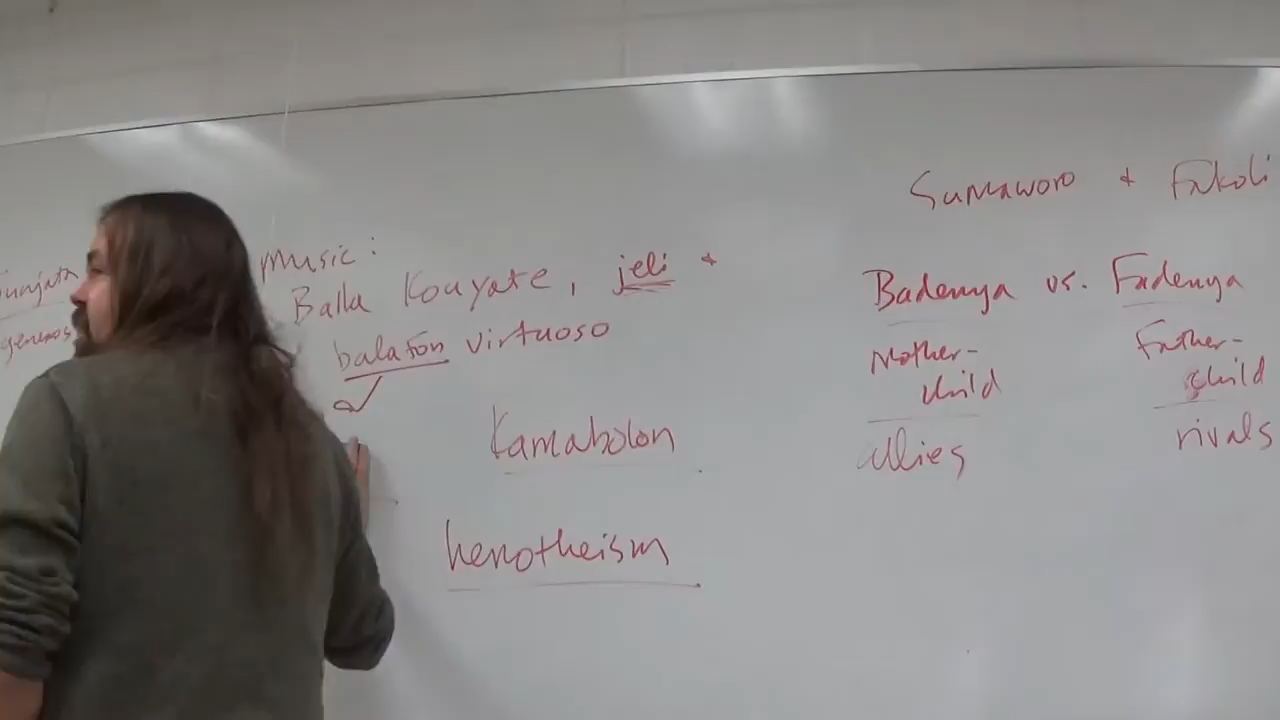 Music:
Balla Kouyate, jeli +
balafon virtuoso
Kamabolon
henotheism
Sumaworo + Fakoli
Badenya vs. Fadenya
Mother-
child
Father-
child
allies
rivals